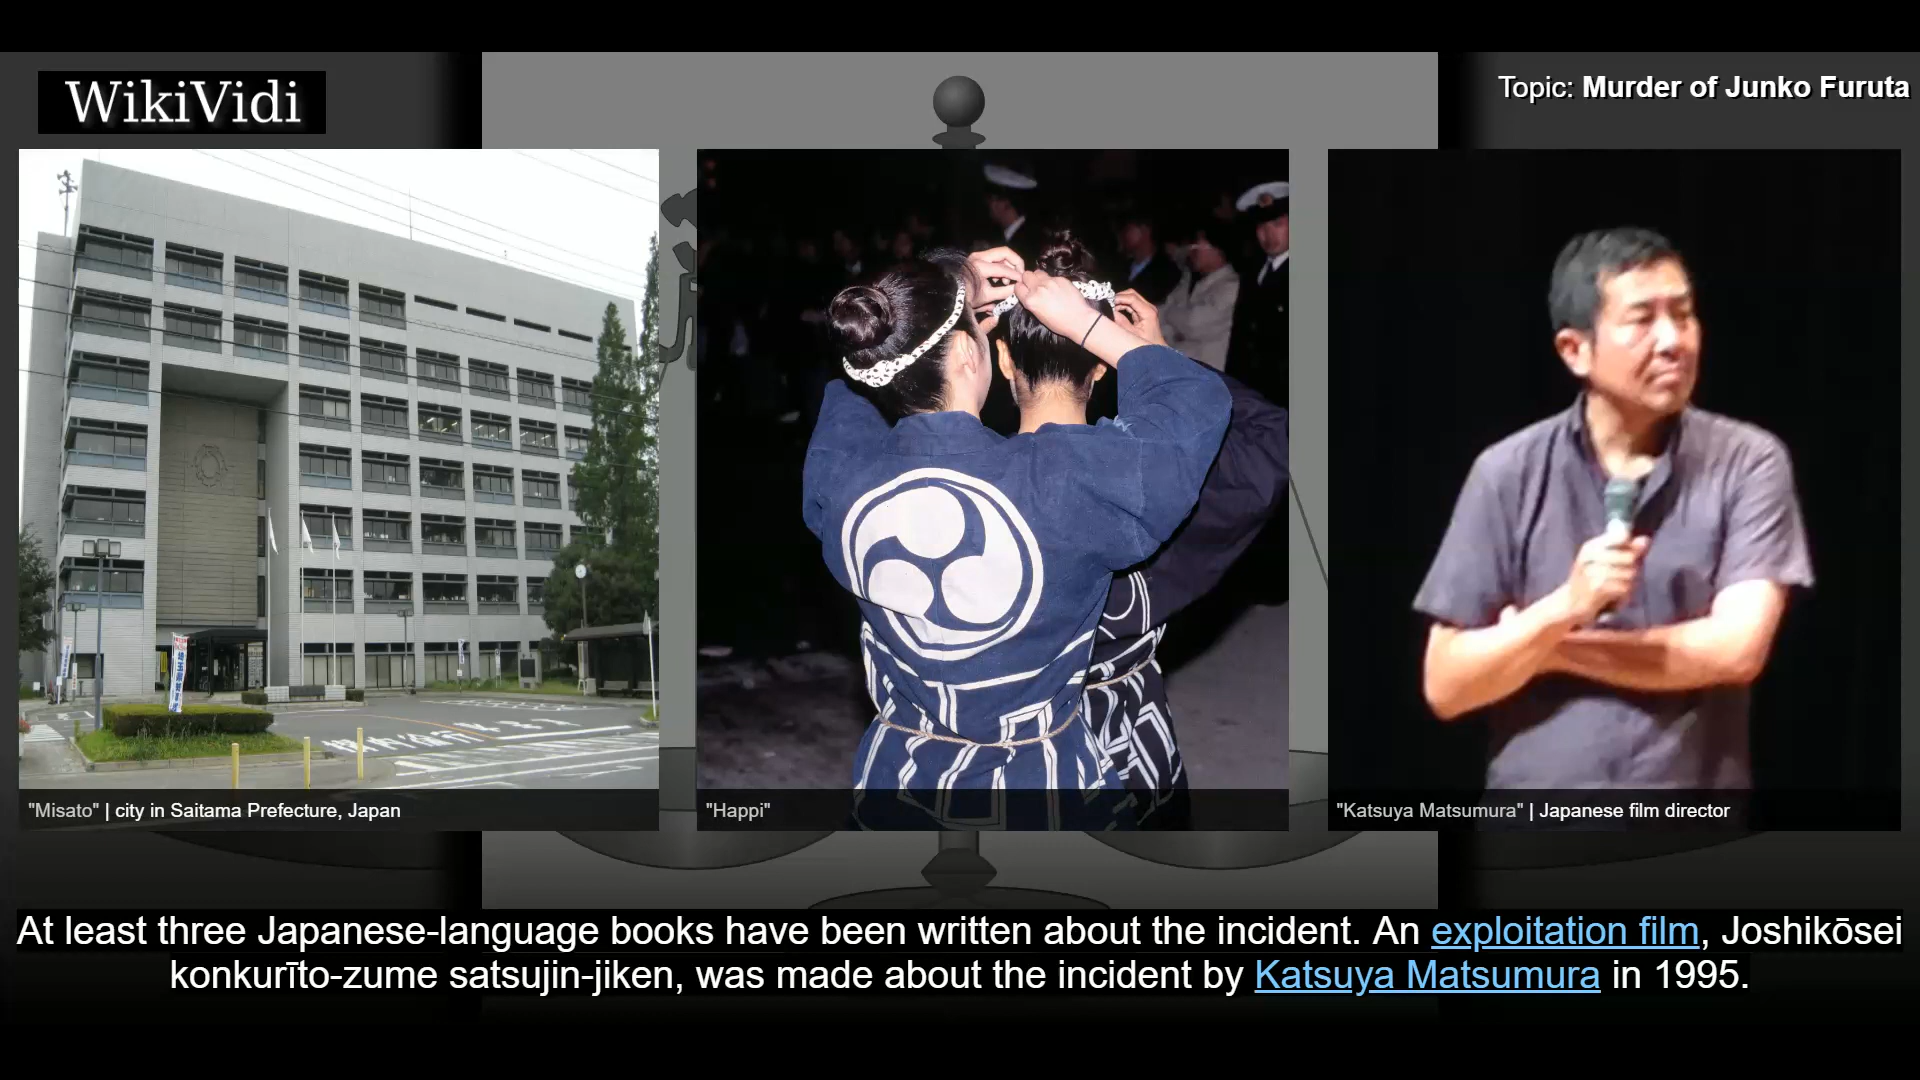 WikiVidi
Topic: Murder of Junko Furuta
"Misato" | city in Saitama Prefecture, Japan
"Happi"
"Katsuya Matsumura" | Japanese film director
At least three Japanese-language books have been written about the incident. An exploitation film, Joshikōsei
konkurīto-zume satsujin-jiken, was made about the incident by Katsuya Matsumura in 1995.